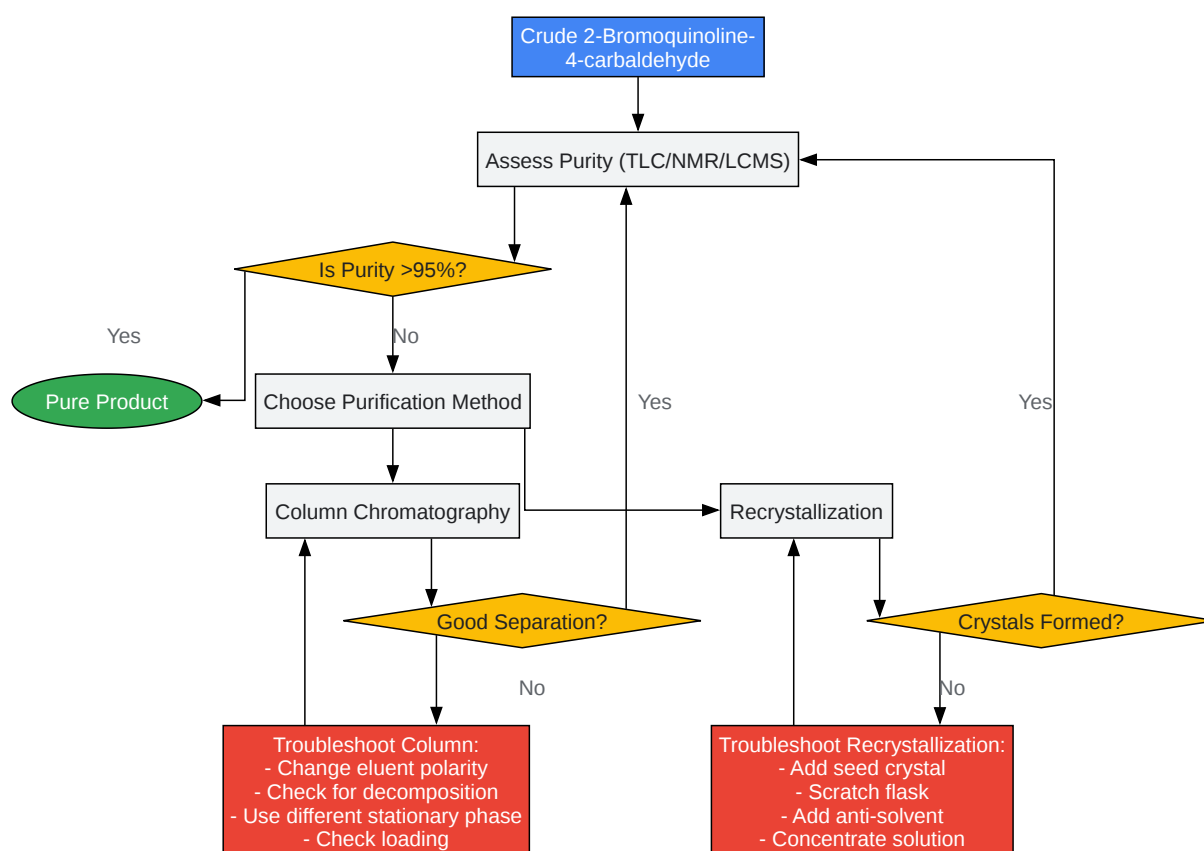 Crude 2-Bromoquinoline-
4-carbaldehyde
Assess Purity (TLC/NMR/LCMS)
Is Purity >95%?
Yes
No
Pure Product
Choose Purification Method
Yes
Yes
Column Chromatography
Recrystallization
Good Separation?
Crystals Formed?
No
No
Troubleshoot Column:
- Change eluent polarity
- Check for decomposition
- Use different stationary phase
- Check loading
Troubleshoot Recrystallization:
- Add seed crystal
- Scratch flask
- Add anti-solvent
- Concentrate solution